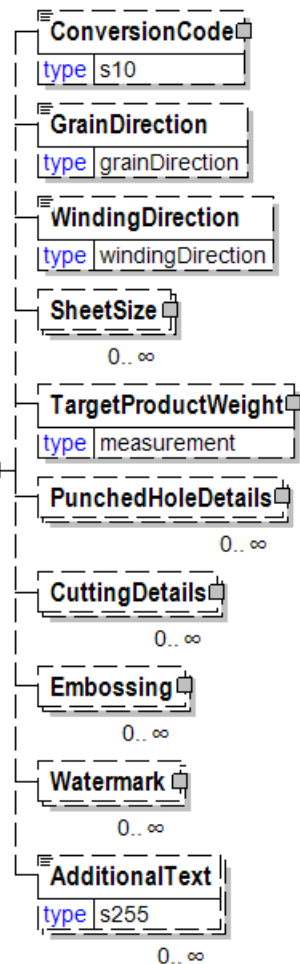 ConversionCode
type s10
GrainDirection
type grainDirection
WindingDirection
type windingDirection
SheetSize
0.. ∞
TargetProductWeight
type measurement
PunchedHoleDetails
0.. ∞
CuttingDetails
0.. ∞
Embossing
0.. ∞
Watermark
0.. ∞
AdditionalText
type s255
0.. ∞